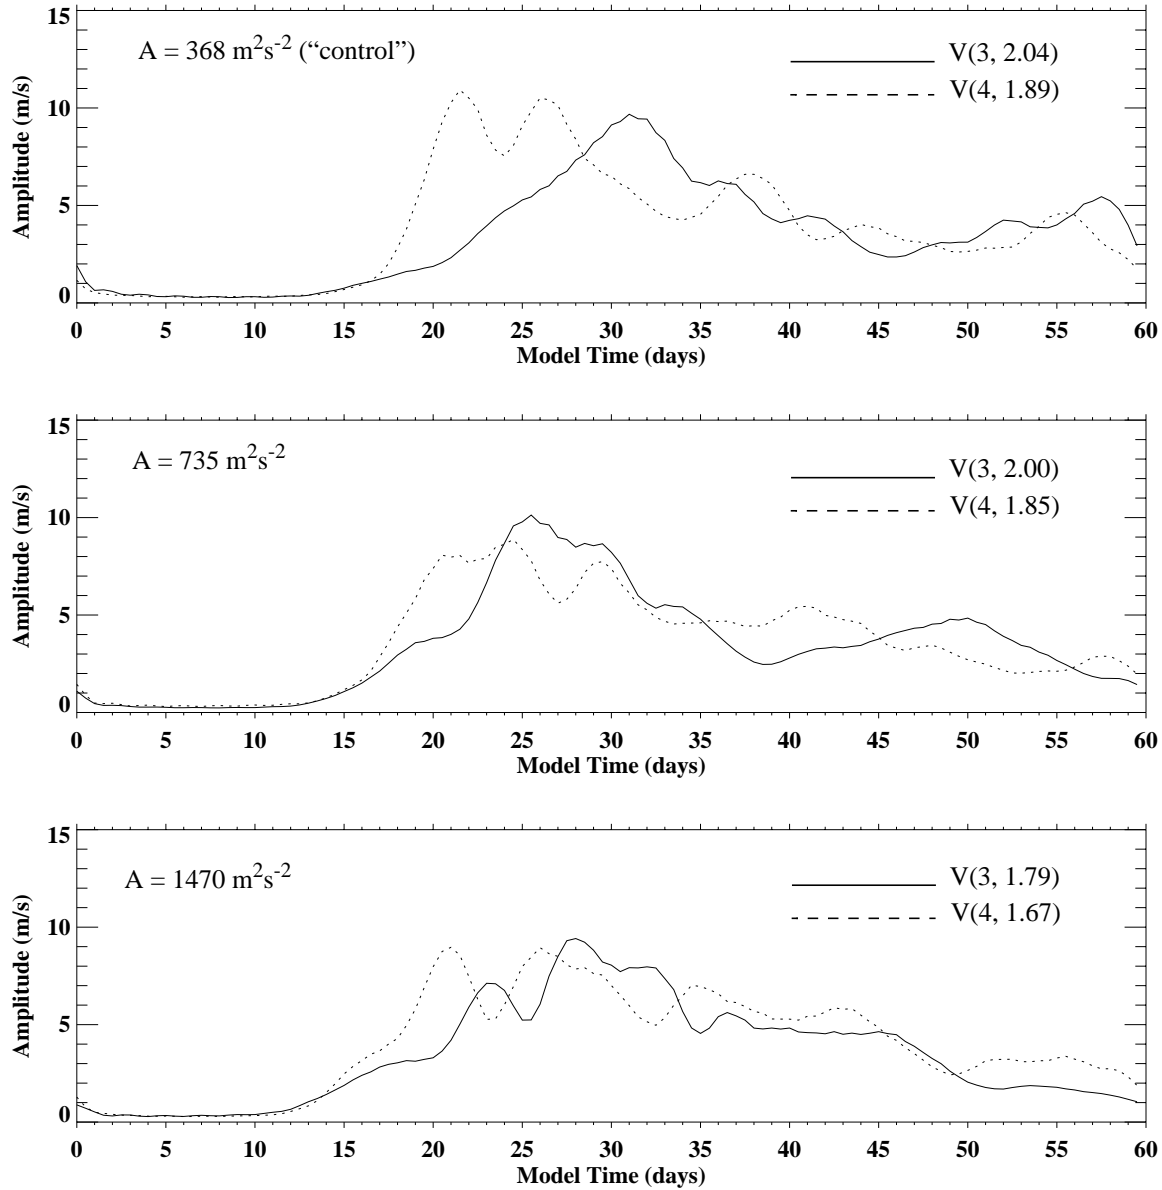 15
A = 368 m²s⁻² (“control”)
V(3, 2.04)
V(4, 1.89)
10
5
0
Amplitude (m/s)
0 5 10 15 20 25 30 35 40 45 50 55 60
Model Time (days)
15
A = 735 m²s⁻²
V(3, 2.00)
V(4, 1.85)
10
5
0
Amplitude (m/s)
0 5 10 15 20 25 30 35 40 45 50 55 60
Model Time (days)
15
A = 1470 m²s⁻²
V(3, 1.79)
V(4, 1.67)
10
5
0
Amplitude (m/s)
0 5 10 15 20 25 30 35 40 45 50 55 60
Model Time (days)